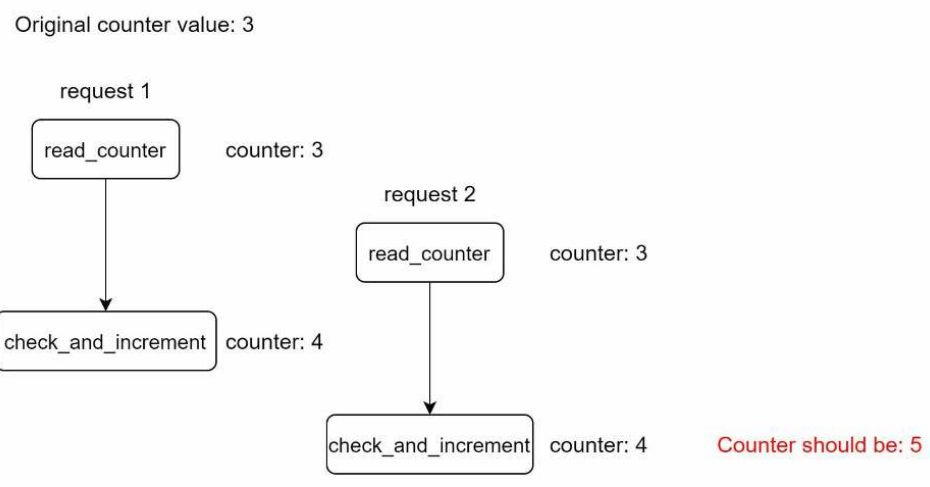 Original counter value: 3
request 1
read_counter
counter: 3
request 2
read_counter
counter: 3
check_and_increment
counter: 4
check_and_increment
counter: 4
Counter should be: 5